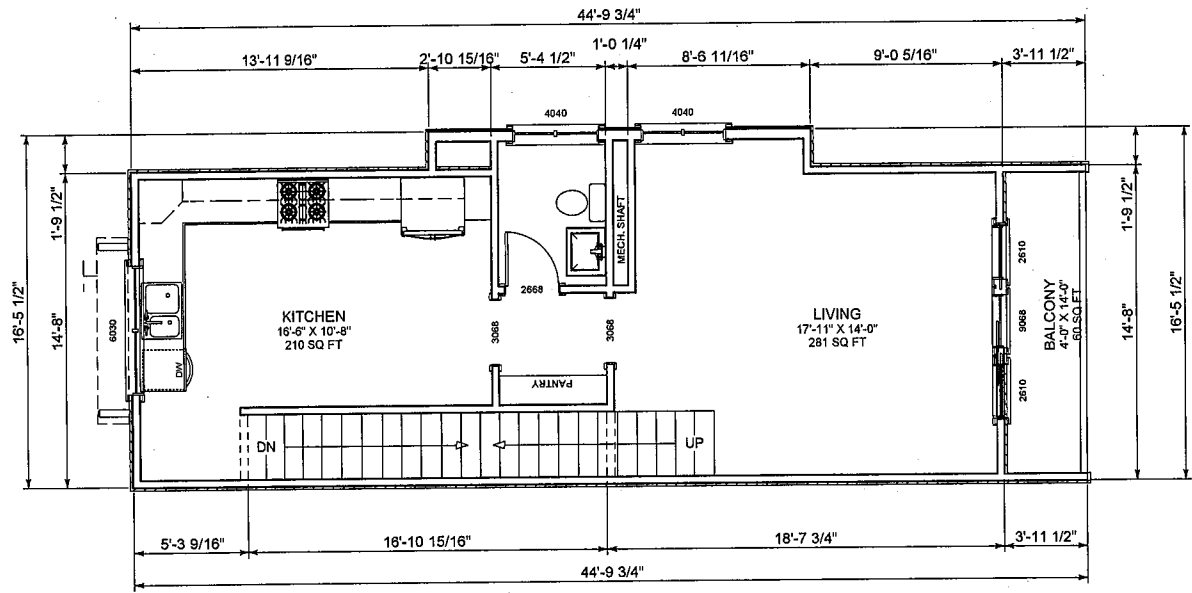 44'-9 3/4"
1'-0 1/4"
13'-11 9/16"
2'-10 15/16"
5'-4 1/2"
8'-6 11/16"
9'-0 5/16"
3'-11 1/2"
4040
4040
1'-9 1/2"
16'-5 1/2"
14'-8"
6030
DW
KITCHEN
16'-6" X 10'-8"
210 SQ FT
2668
3068
3068
MECH. SHAFT
PANTRY
LIVING
17'-11" X 14'-0"
281 SQ FT
2610
9068
2610
BALCONY
4'-0" X 14'-0"
60 SQ FT
1'-9 1/2"
14'-8"
16'-5 1/2"
DN
UP
5'-3 9/16"
16'-10 15/16"
18'-7 3/4"
3'-11 1/2"
44'-9 3/4"